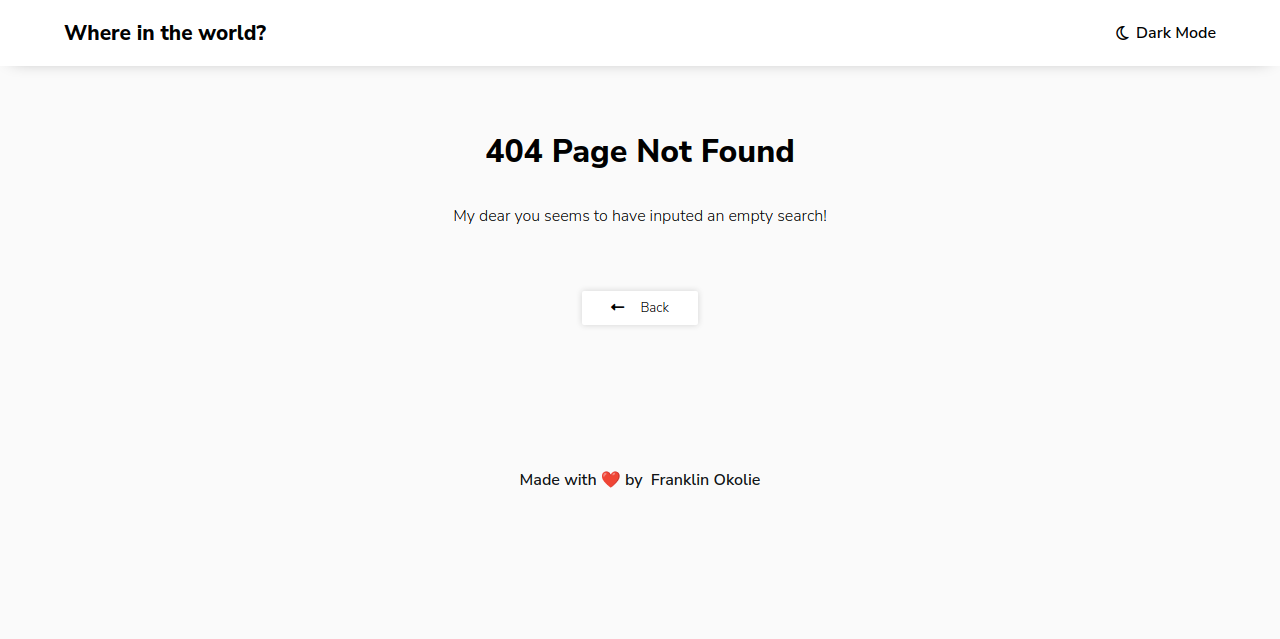 Where in the world?
Dark Mode
404 Page Not Found
My dear you seems to have inputed an empty search!
Back
Made with ❤️ by Franklin Okolie